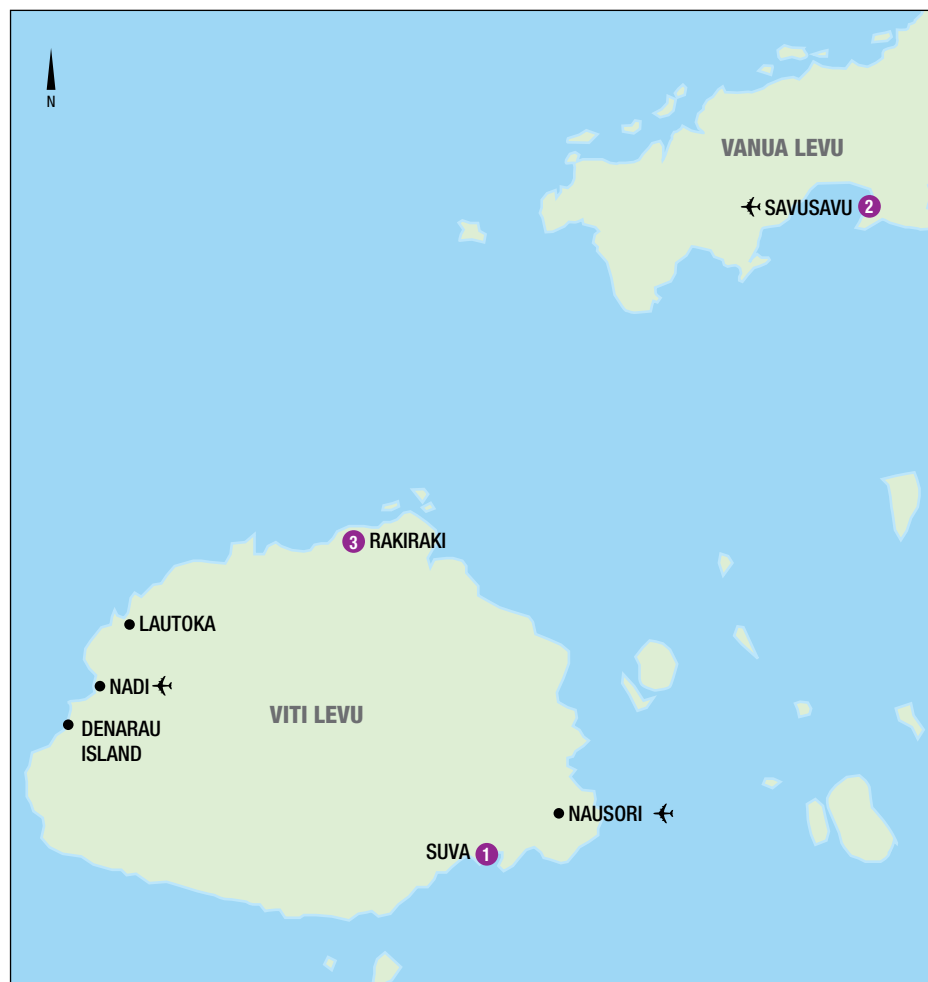 N
VANUA LEVU
SAVUSAVU 2
3 RAKIRAKI
LAUTOKA
NADI
VITI LEVU
DENARAU
ISLAND
NAUSORI
SUVA 1